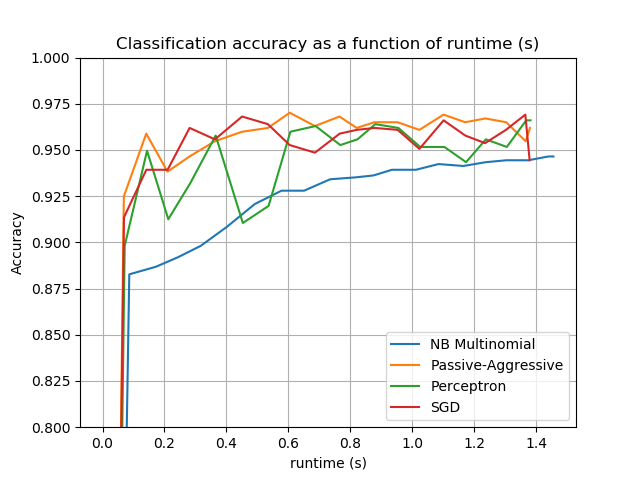 Classification accuracy as a function of runtime (s)
1.000
0.975
0.950
0.925
0.900
0.875
0.850
0.825
0.800
Accuracy
0.0 0.2 0.4 0.6 0.8 1.0 1.2 1.4
runtime (s)
NB Multinomial
Passive-Aggressive
Perceptron
SGD